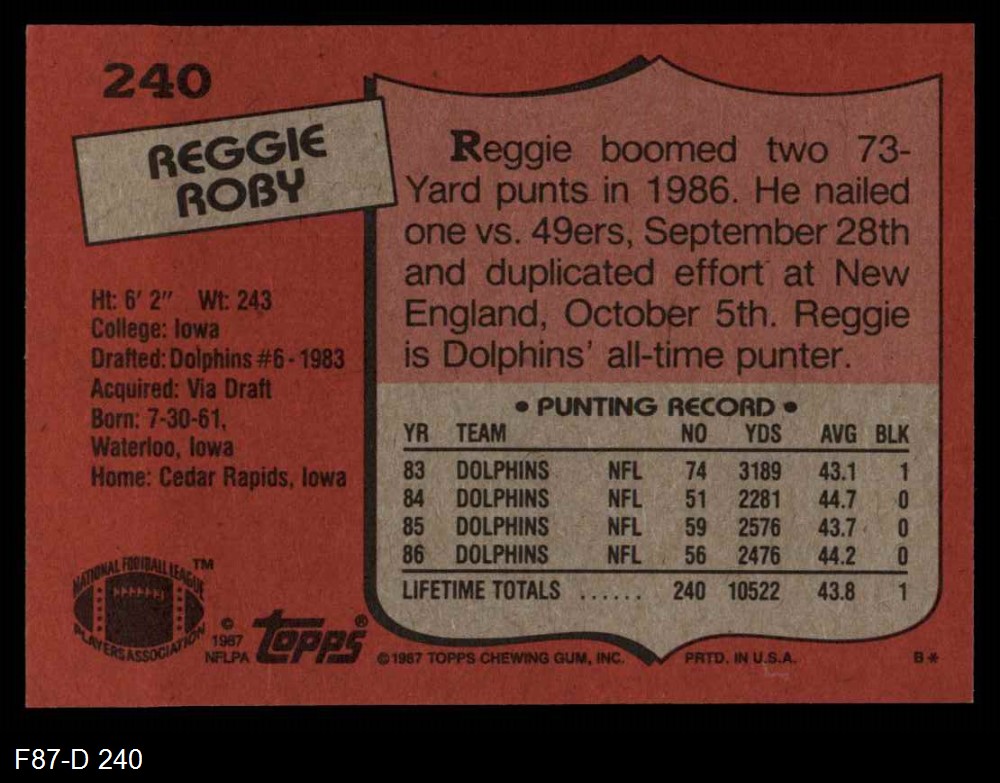 240
REGGIE
ROBY
Ht: 6' 2" Wt: 243
College: Iowa
Drafted: Dolphins #6 - 1983
Acquired: Via Draft
Born: 7-30-61,
Waterloo, Iowa
Home: Cedar Rapids, Iowa
Reggie boomed two 73-
Yard punts in 1986. He nailed
one vs. 49ers, September 28th
and duplicated effort at New
England, October 5th. Reggie
is Dolphins' all-time punter.
• PUNTING RECORD •
YR TEAM NO YDS AVG BLK
83 DOLPHINS NFL 74 3189 43.1 1
84 DOLPHINS NFL 51 2281 44.7 0
85 DOLPHINS NFL 59 2576 43.7 0
86 DOLPHINS NFL 56 2476 44.2 0
LIFETIME TOTALS ...... 240 10522 43.8 1
NATIONAL FOOTBALL LEAGUE ™
PLAYERS ASSOCIATION
© 1987 NFLPA
topps®
© 1987 TOPPS CHEWING GUM, INC. PRTD. IN U.S.A. B*
F87-D 240